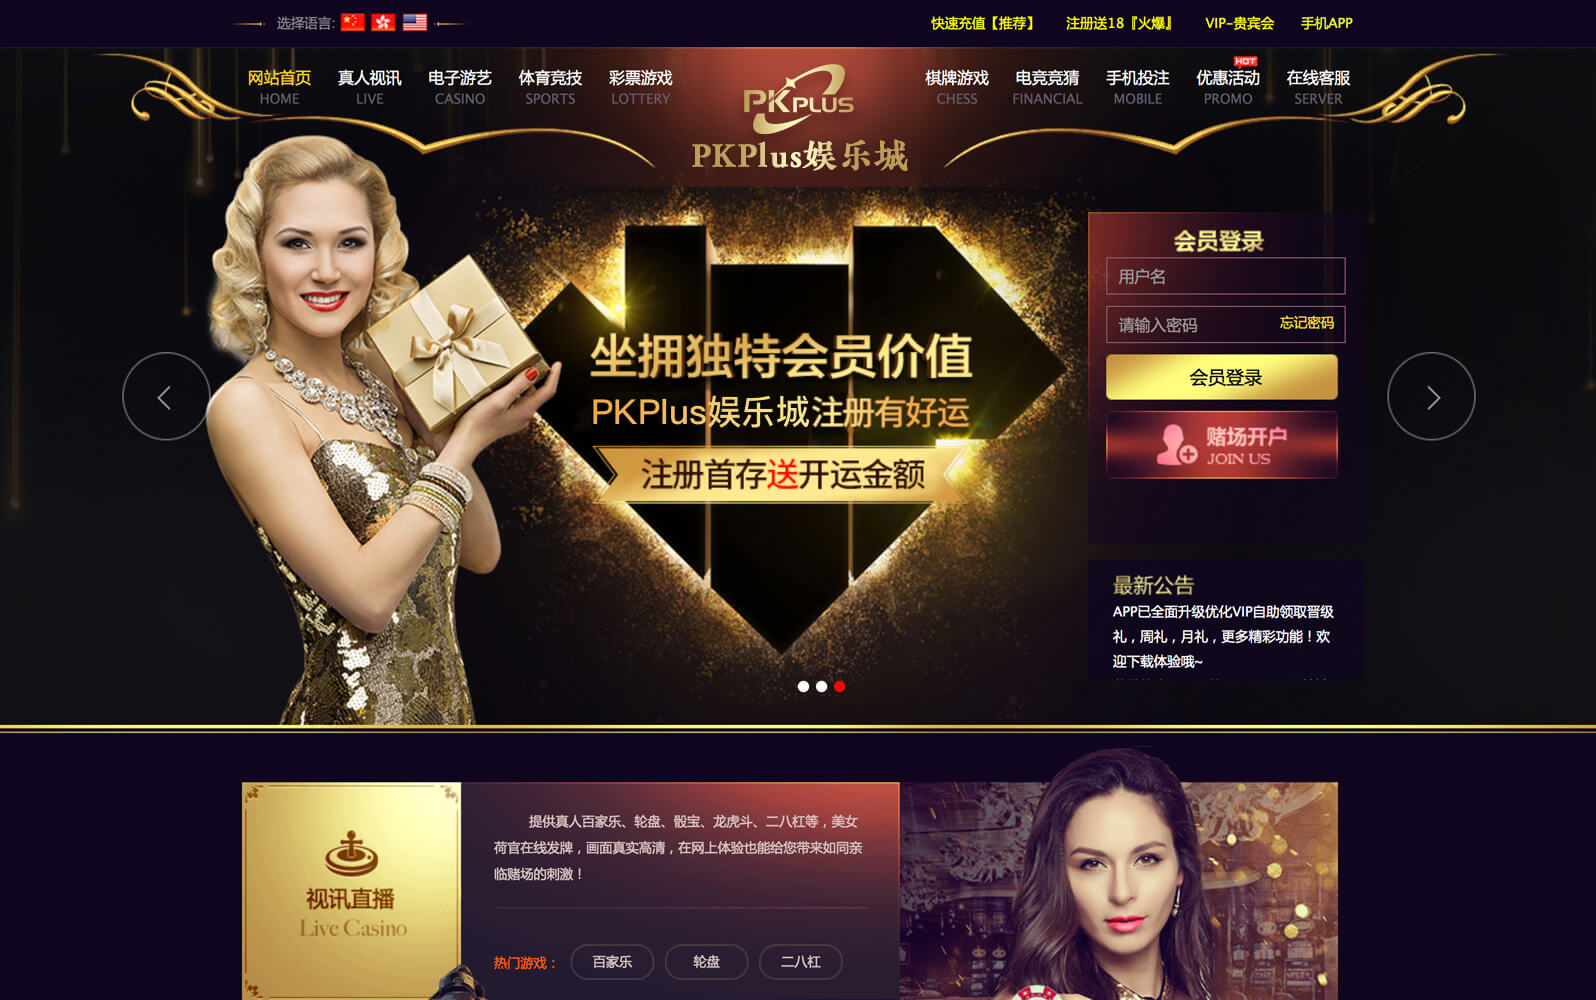 选择语言:
快速充值【推荐】 注册送18『火爆』 VIP-贵宾会 手机APP
网站首页 真人视讯 电子游艺 体育竞技 彩票游戏
HOME LIVE CASINO SPORTS LOTTERY
PKPLUS
PKPlus娱乐城
HOT
棋牌游戏 电竞竞猜 手机投注 优惠活动 在线客服
CHESS FINANCIAL MOBILE PROMO SERVER
坐拥独特会员价值
PKPlus娱乐城注册有好运
注册首存送开运金额
会员登录
用户名
请输入密码 忘记密码
会员登录
赌场开户
JOIN US
最新公告
APP已全面升级优化VIP自助领取晋级
礼，周礼，月礼，更多精彩功能！欢
迎下载体验哦~
视讯直播
Live Casino
提供真人百家乐、轮盘、骰宝、龙虎斗、二八杠等，美女
荷官在线发牌，画面真实高清，在网上体验也能给您带来如同亲
临赌场的刺激！
热门游戏： 百家乐 轮盘 二八杠